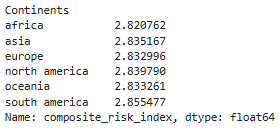 Continents
africa 2.820762
asia 2.835167
europe 2.832996
north america 2.839790
oceania 2.833261
south america 2.855477
Name: composite_risk_index, dtype: float64